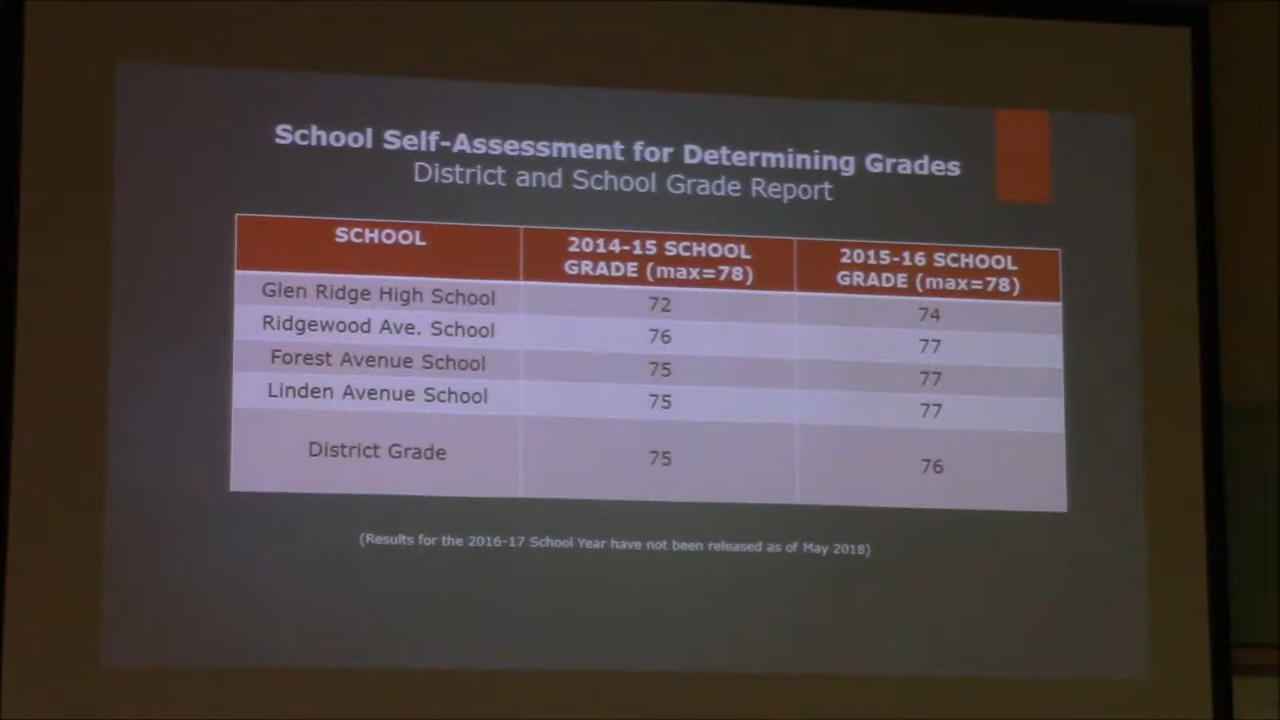 School Self-Assessment for Determining Grades
District and School Grade Report
SCHOOL
2014-15 SCHOOL
GRADE (max=78)
2015-16 SCHOOL
GRADE (max=78)
Glen Ridge High School 72 74
Ridgewood Ave. School 76 77
Forest Avenue School 75 77
Linden Avenue School 75 77
District Grade 75 76
(Results for the 2016-17 School Year have not been released as of May 2018)